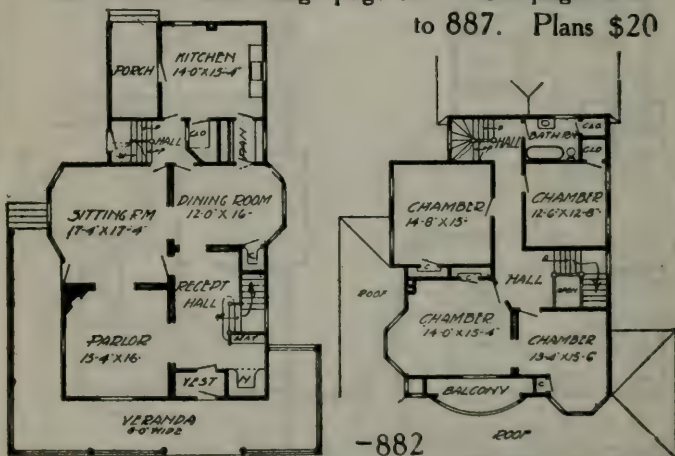 to 887. Plans $20
PORCH
KITCHEN
14-0"X15-4"
HALL
CLO
PAN
SITTING RM
17-4"X17-4"
DINING ROOM
12-0"X16-
RECEPT
HALL
PARLOR
15-4"X16-
VEST
VERANDA
8-0" WIDE
HALL
BATH RM
CLO
CLO
CHAMBER
14-8"X15-
CHAMBER
12-6"X12-8"
HALL
ROOF
CHAMBER
14-0"X15-4"
CHAMBER
13-4"X15-6
C
C
C
BALCONY
ROOF
-882